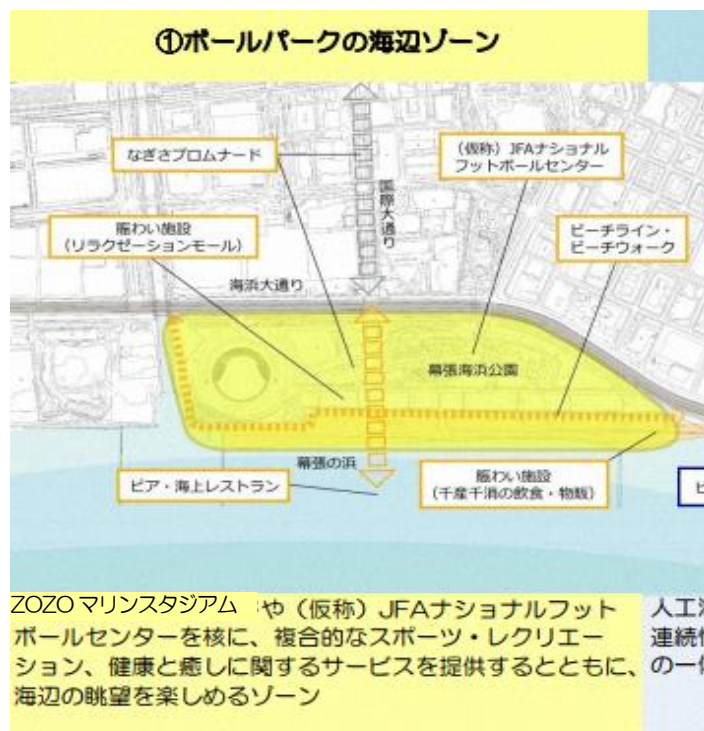 ①ボールパークの海辺ゾーン
なぎさプロムナード
（仮称）JFAナショナル
フットボールセンター
国際大通り
賑わい施設
（リラクゼーションモール）
ビーチライン・
ビーチウォーク
海浜大通り
幕張海浜公園
幕張の浜
ピア・海上レストラン
賑わい施設
（千産千消の飲食・物販）
ZOZOマリンスタジアム や（仮称）JFAナショナルフット
ボールセンターを核に、複合的なスポーツ・レクリエー
ション、健康と癒しに関するサービスを提供するとともに、
海辺の眺望を楽しめるゾーン
人工
連続
の一